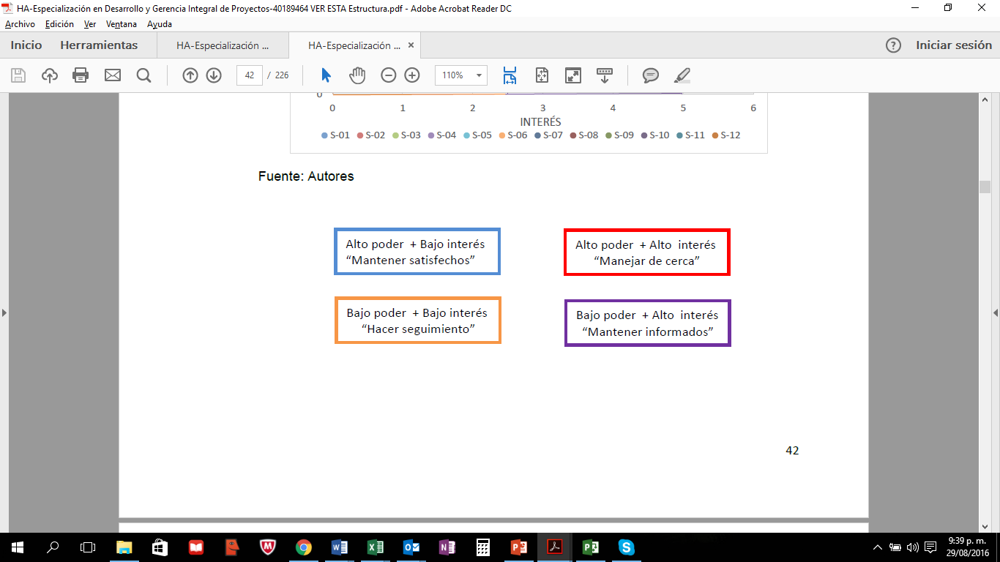 HA-Especialización en Desarrollo y Gerencia Integral de Proyectos-40189464 VER ESTA Estructura.pdf - Adobe Acrobat Reader DC
Archivo Edición Ver Ventana Ayuda
Inicio Herramientas HA-Especialización ... HA-Especialización ... × ? Iniciar sesión
42 / 226 110%
0
0 1 2 3 4 5 6
INTERÉS
S-01 S-02 S-03 S-04 S-05 S-06 S-07 S-08 S-09 S-10 S-11 S-12
Fuente: Autores
Alto poder + Bajo interés
“Mantener satisfechos”
Alto poder + Alto interés
“Manejar de cerca”
Bajo poder + Bajo interés
“Hacer seguimiento”
Bajo poder + Alto interés
“Mantener informados”
42
9:39 p. m.
29/08/2016